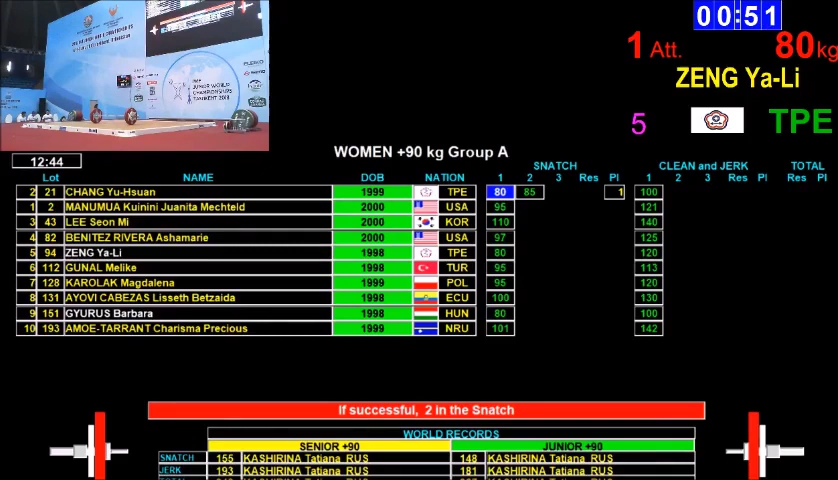 00:51
1 Att. 80kg
ZENG Ya-Li
5 TPE
JUNIOR WORLD
CHAMPIONSHIPS
TASHKENT 2018
12:44
WOMEN +90 kg Group A
SNATCH CLEAN and JERK TOTAL
Lot NAME DOB NATION 1 2 3 Res Pl 1 2 3 Res Pl Res Pl
2 21 CHANG Yu-Hsuan 1999 TPE 80 85 1 100
1 2 MANUMUA Kuinini Juanita Mechteld 2000 USA 95 121
3 43 LEE Seon Mi 2000 KOR 110 140
4 82 BENITEZ RIVERA Ashamarie 2000 USA 97 125
5 94 ZENG Ya-Li 1998 TPE 80 120
6 112 GUNAL Melike 1998 TUR 95 113
7 128 KAROLAK Magdalena 1998 POL 95 120
8 131 AYOVI CABEZAS Lisseth Betzaida 1998 ECU 100 130
9 151 GYURUS Barbara 1998 HUN 80 100
10 193 AMOE-TARRANT Charisma Precious 1999 NRU 101 142
If successful, 2 in the Snatch
WORLD RECORDS
SENIOR +90 JUNIOR +90
SNATCH 155 KASHIRINA Tatiana RUS 148 KASHIRINA Tatiana RUS
JERK 193 KASHIRINA Tatiana RUS 181 KASHIRINA Tatiana RUS